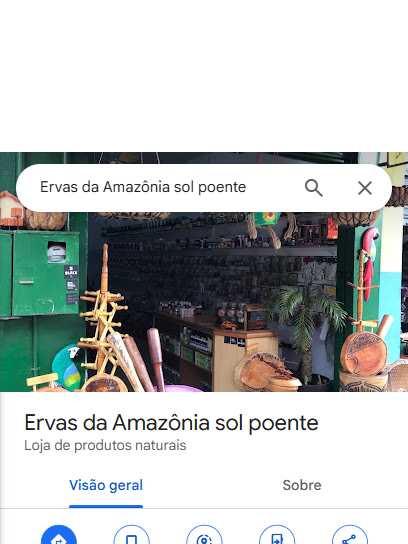 Ervas da Amazônia sol poente
Ervas da Amazônia sol poente
Loja de produtos naturais
Visão geral
Sobre